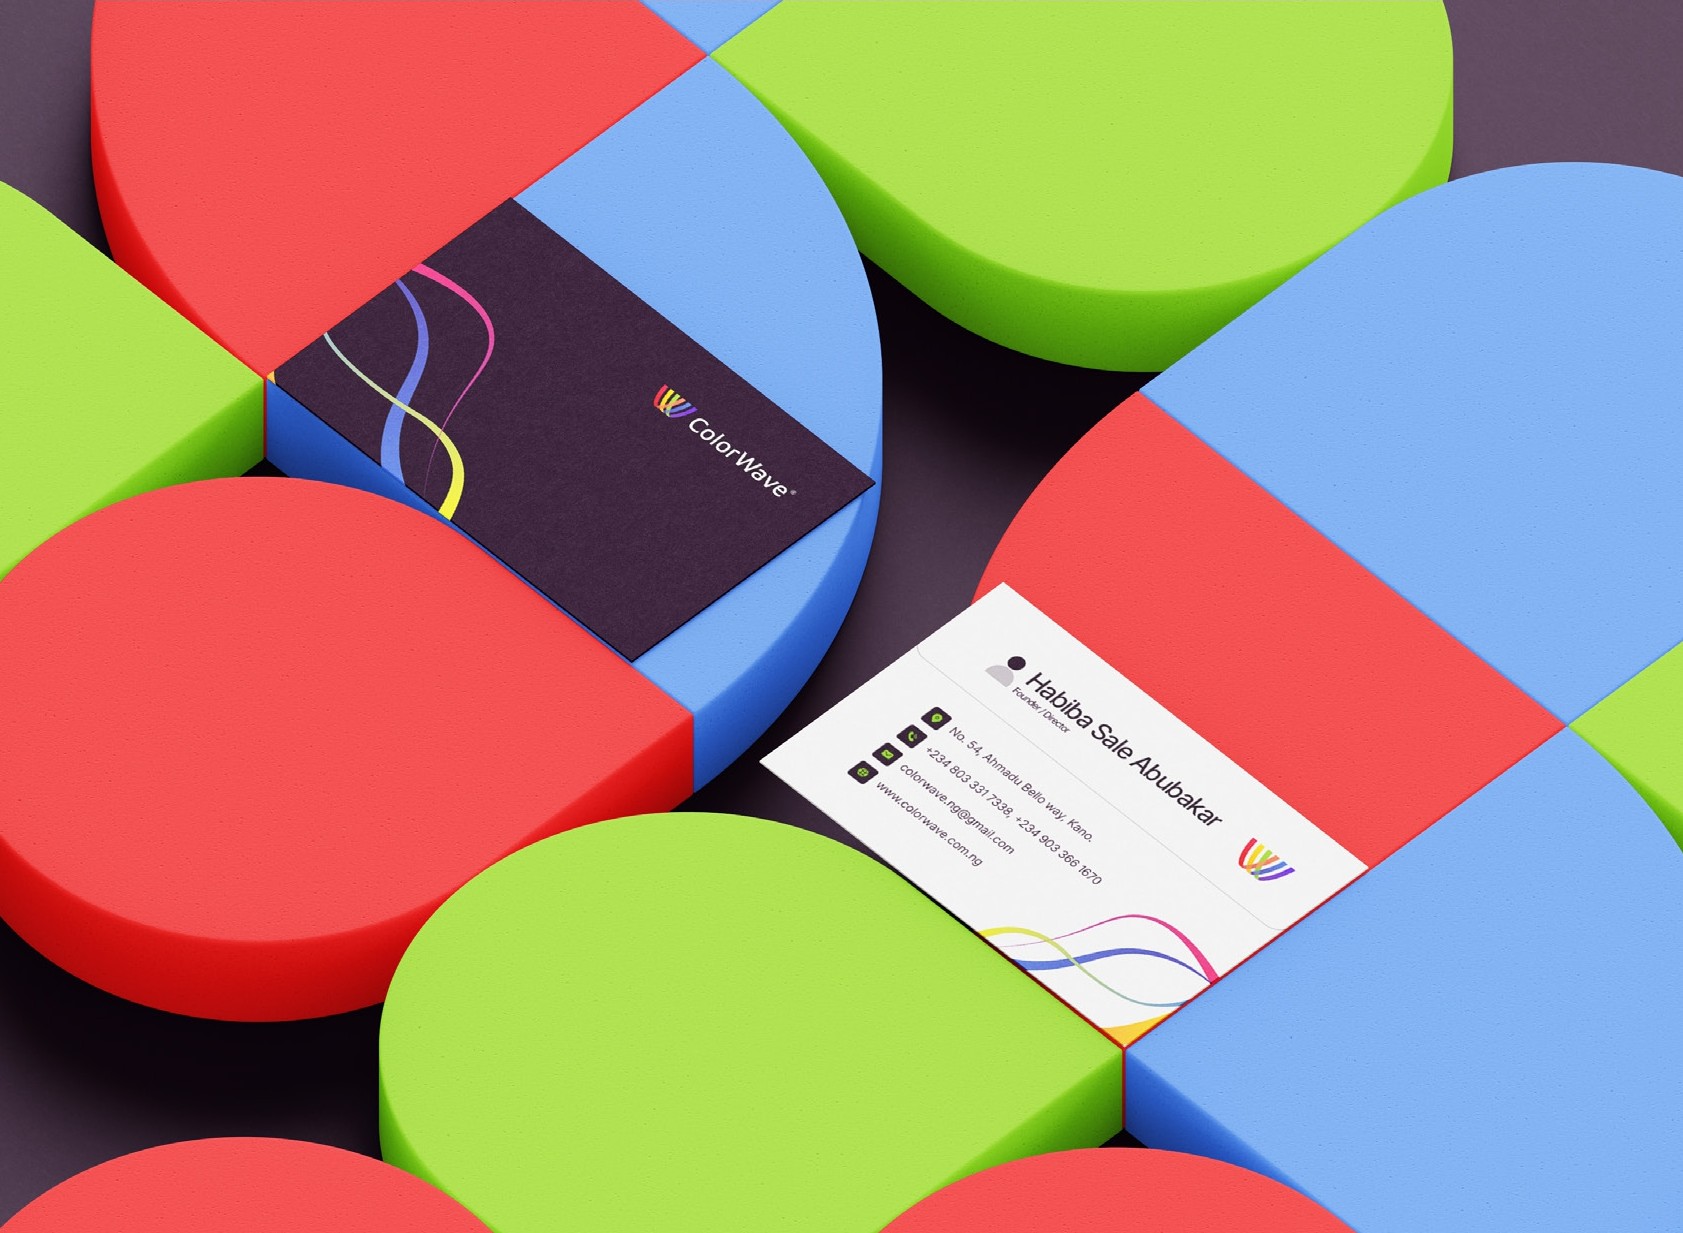 ColorWave
Habiba Sale Abubakar
Founder / Director
No. 54, Ahmadu Bello way, Kano.
+234 803 331 7338, +234 903 366 1670
colorwave.ng@gmail.com
www.colorwave.com.ng